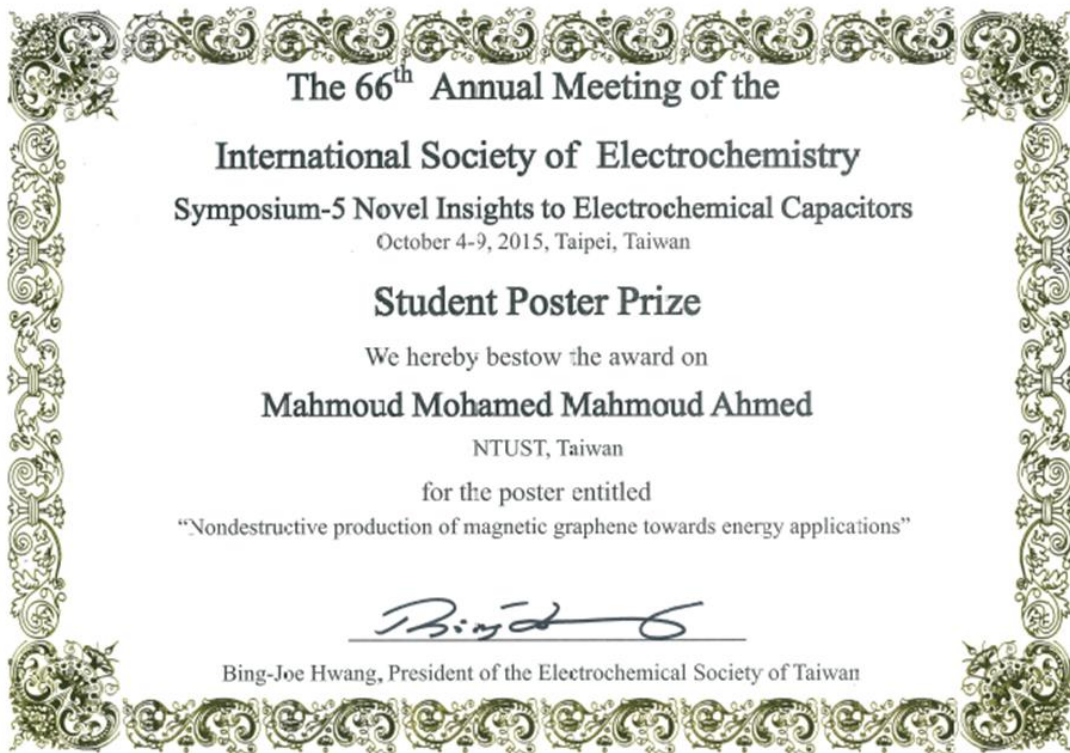 The 66th Annual Meeting of the
International Society of Electrochemistry
Symposium-5 Novel Insights to Electrochemical Capacitors
October 4-9, 2015, Taipei, Taiwan
Student Poster Prize
We hereby bestow the award on
Mahmoud Mohamed Mahmoud Ahmed
NTUST, Taiwan
for the poster entitled
“Nondestructive production of magnetic graphene towards energy applications”
Bing-Joe Hwang, President of the Electrochemical Society of Taiwan